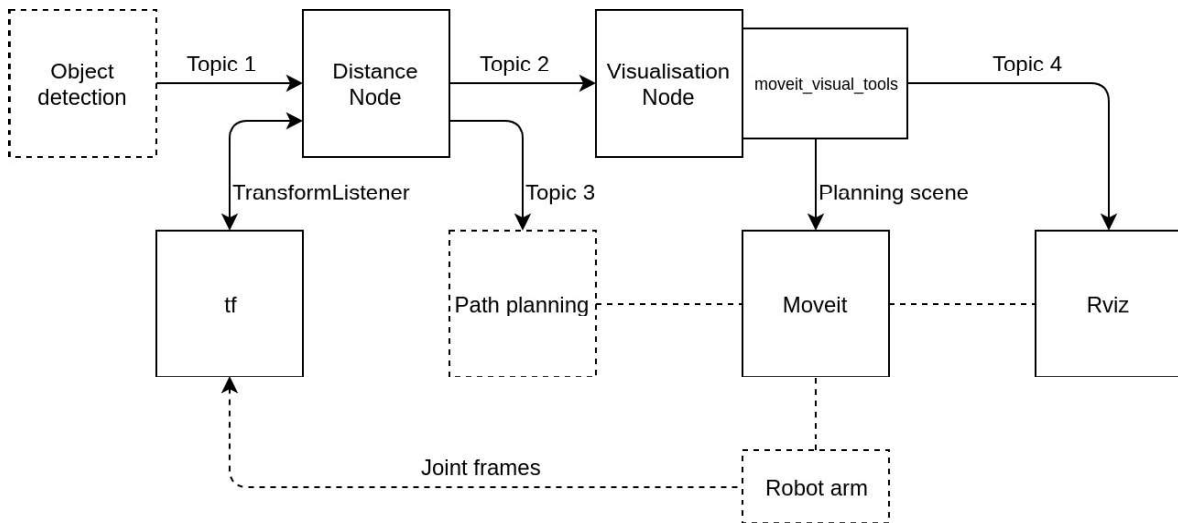 Object
detection
Topic 1
Distance
Node
Topic 2
Visualisation
Node
moveit_visual_tools
Topic 4
TransformListener
Topic 3
Planning scene
tf
Path planning
Moveit
Rviz
Joint frames
Robot arm